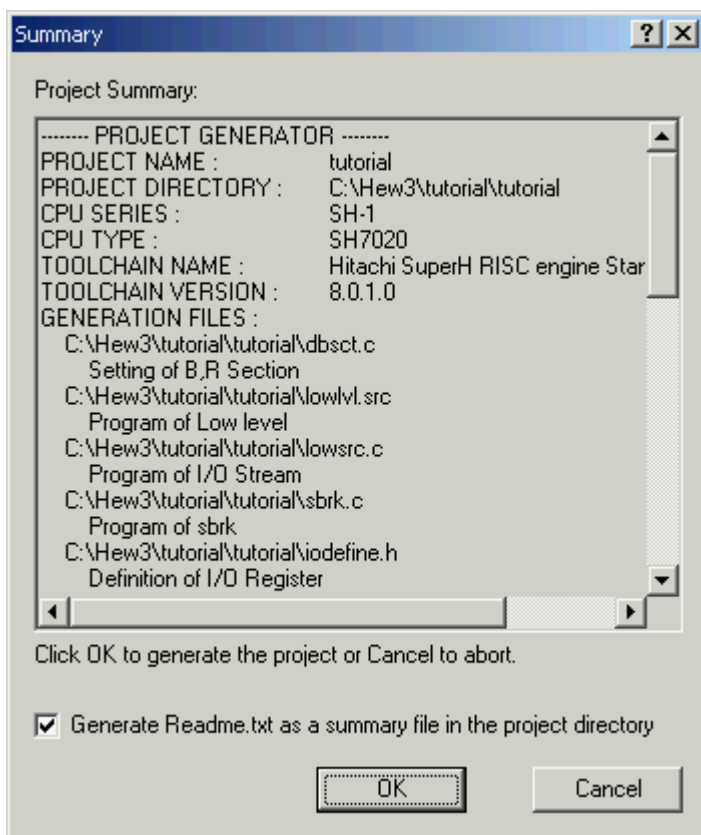 Summary
Project Summary:
-------- PROJECT GENERATOR --------
PROJECT NAME : tutorial
PROJECT DIRECTORY : C:\Hew3\tutorial\tutorial
CPU SERIES : SH-1
CPU TYPE : SH7020
TOOLCHAIN NAME : Hitachi SuperH RISC engine Star
TOOLCHAIN VERSION : 8.0.1.0
GENERATION FILES :
C:\Hew3\tutorial\tutorial\dbsct.c
Setting of B,R Section
C:\Hew3\tutorial\tutorial\lowlvl.src
Program of Low level
C:\Hew3\tutorial\tutorial\lowsrc.c
Program of I/O Stream
C:\Hew3\tutorial\tutorial\sbrk.c
Program of sbrk
C:\Hew3\tutorial\tutorial\iodefine.h
Definition of I/O Register
Click OK to generate the project or Cancel to abort.
Generate Readme.txt as a summary file in the project directory
OK Cancel